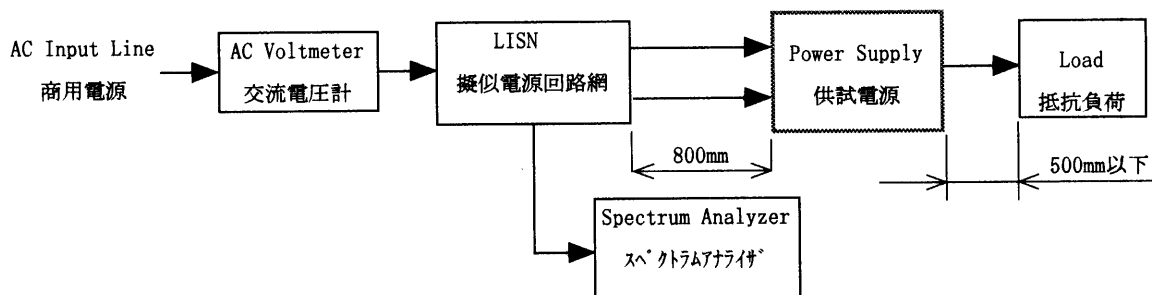 AC Input Line
商用電源
AC Voltmeter
交流電圧計
LISN
擬似電源回路網
Power Supply
供試電源
Load
抵抗負荷
800mm
500mm以下
Spectrum Analyzer
スペクトラムアナライザ